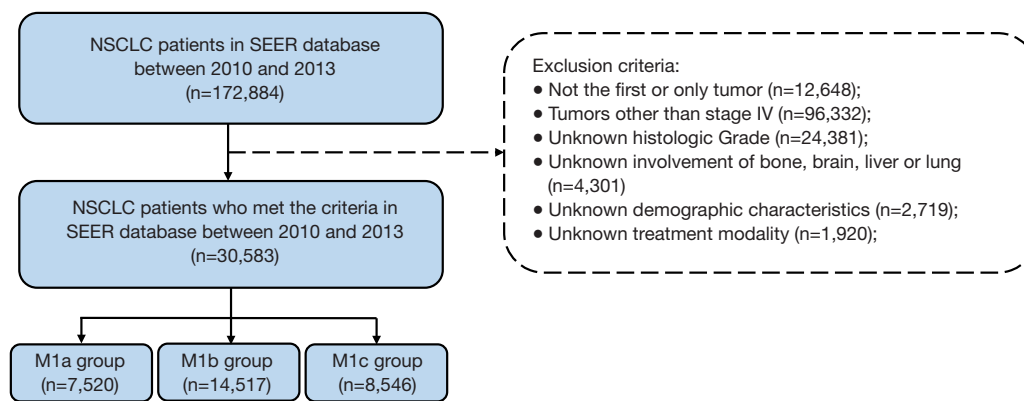 NSCLC patients in SEER database
between 2010 and 2013
(n=172,884)
Exclusion criteria:
● Not the first or only tumor (n=12,648);
● Tumors other than stage IV (n=96,332);
● Unknown histologic Grade (n=24,381);
● Unknown involvement of bone, brain, liver or lung
(n=4,301)
● Unknown demographic characteristics (n=2,719);
● Unknown treatment modality (n=1,920);
NSCLC patients who met the criteria in
SEER database between 2010 and 2013
(n=30,583)
M1a group
(n=7,520)
M1b group
(n=14,517)
M1c group
(n=8,546)